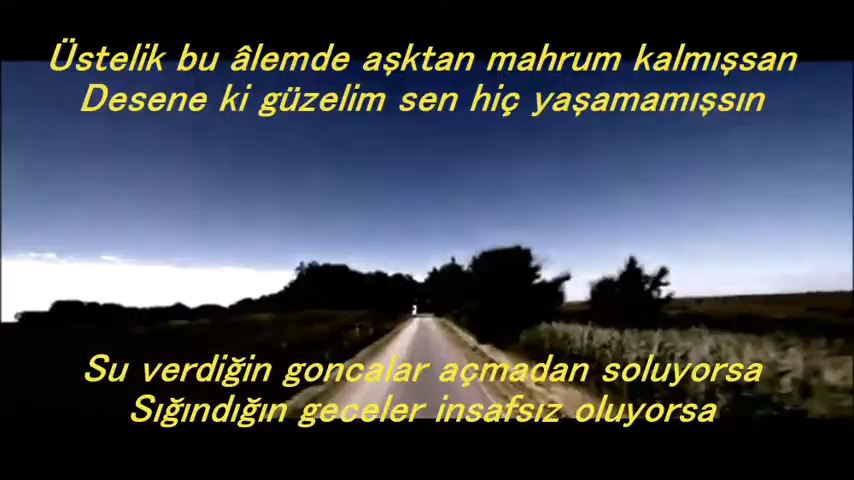 Üstelik bu âlemde aşktan mahrum kalmışsan
Desene ki güzelim sen hiç yaşamamışsın
Su verdiğin goncalar açmadan soluyorsa
Sığındığın geceler insafsız oluyorsa